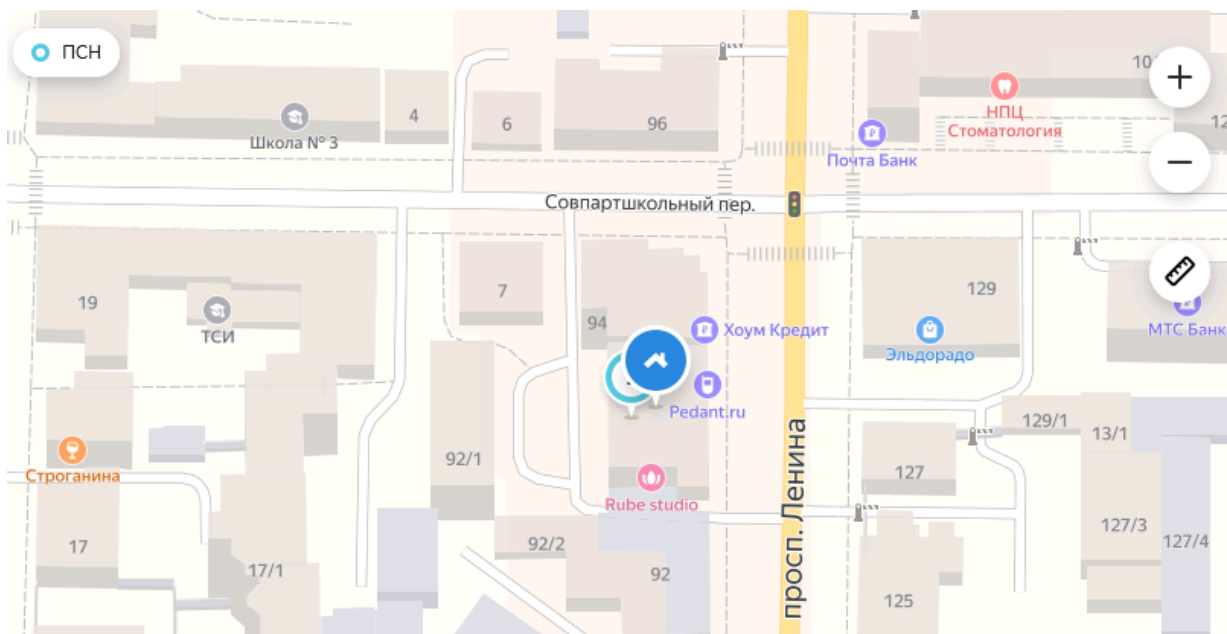 ПСН
Школа № 3
4
6
96
10
НПЦ
Стоматология
12
Почта Банк
Совпартшкольный пер.
19
ТСИ
7
94
Хоум Кредит
Pedant.ru
129
Эльдорадо
МТС Банк
Строганина
92/1
Rube studio
просп. Ленина
129/1
13/1
127
17
17/1
92/2
92
125
127/3
127/4